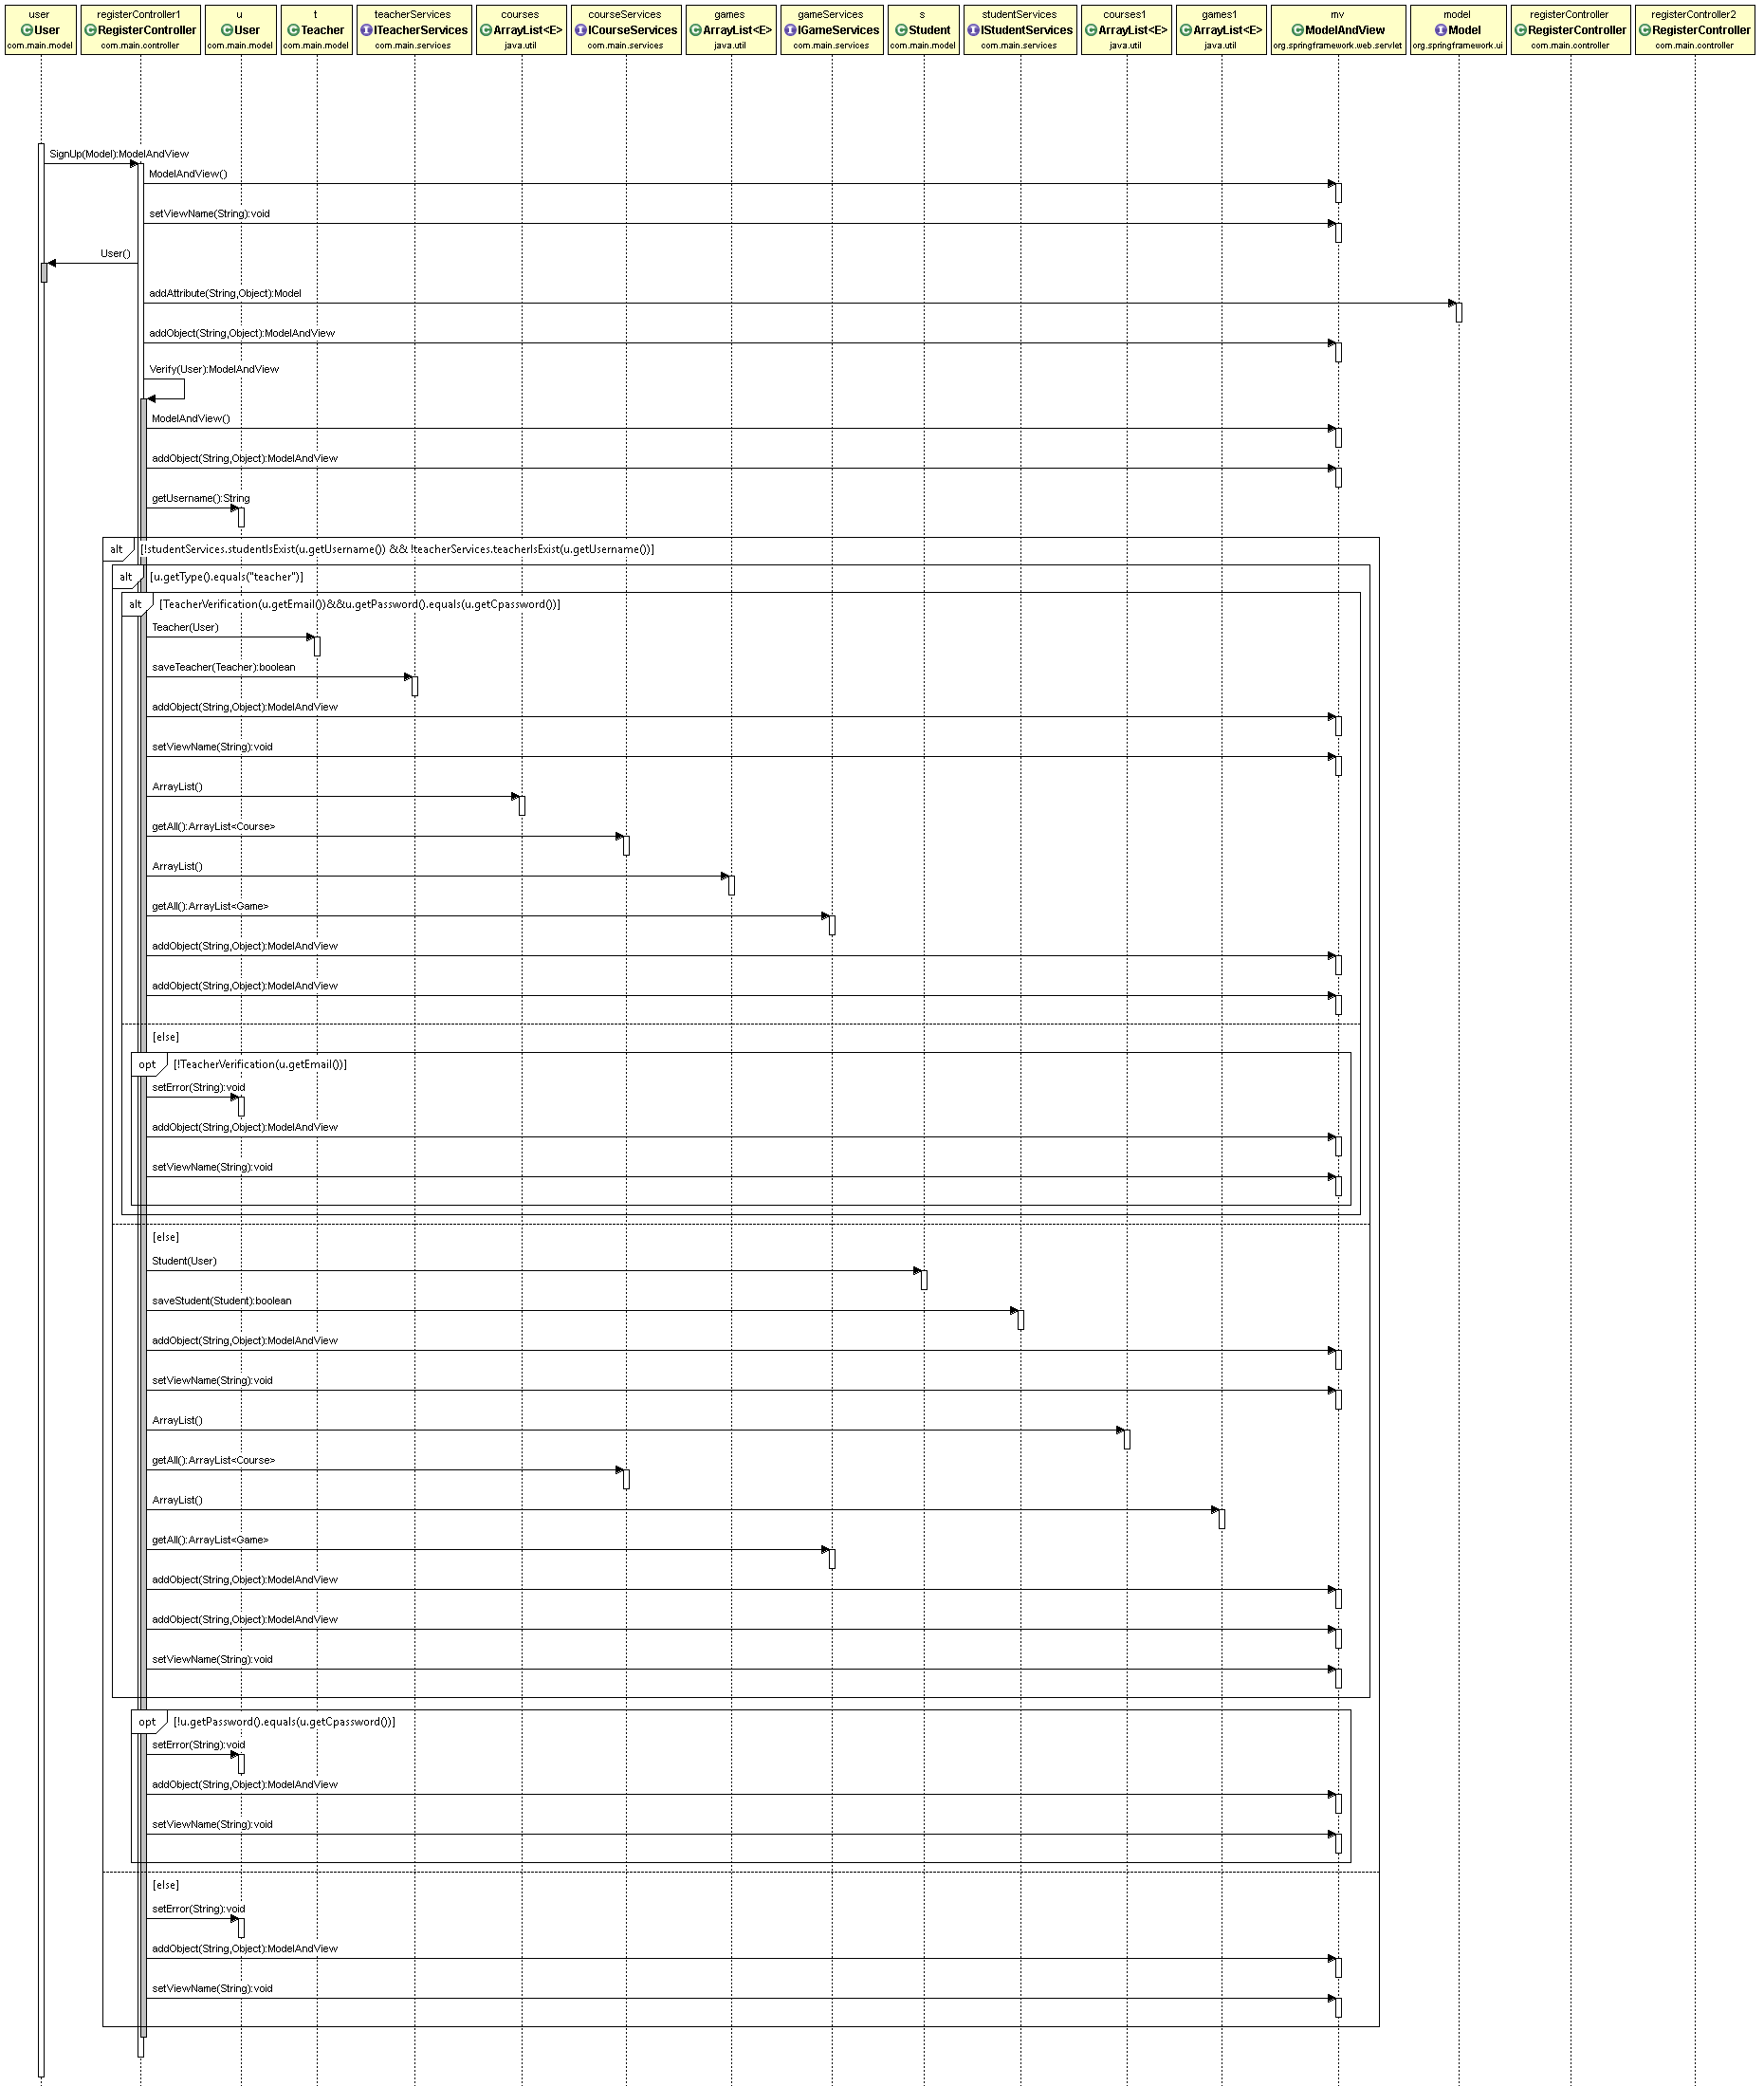 user registerController1 u t teacherServices courses courseServices games gameServices s studentServices courses1 games1 mv model registerController registerController2
User RegisterController User Teacher ITeacherServices ArrayList<E> ICourseServices ArrayList<E> IGameServices Student IStudentServices ArrayList<E> ArrayList<E> ModelAndView Model RegisterController RegisterController
com.main.model com.main.controller com.main.model com.main.model com.main.services java.util com.main.services java.util com.main.services com.main.model com.main.services java.util java.util org.springframework.web.servlet org.springframework.ui com.main.controller com.main.controller
SignUp(Model):ModelAndView
ModelAndView()
setViewName(String):void
User()
addAttribute(String,Object):Model
addObject(String,Object):ModelAndView
Verify(User):ModelAndView
ModelAndView()
addObject(String,Object):ModelAndView
getUsername():String
alt [!studentServices.studentIsExist(u.getUsername()) && !teacherServices.teacherIsExist(u.getUsername())]
alt [u.getType().equals("teacher")]
alt [TeacherVerification(u.getEmail())&&u.getPassword().equals(u.getCpassword())]
Teacher(User)
saveTeacher(Teacher):boolean
addObject(String,Object):ModelAndView
setViewName(String):void
ArrayList()
getAll():ArrayList<Course>
ArrayList()
getAll():ArrayList<Game>
addObject(String,Object):ModelAndView
addObject(String,Object):ModelAndView
[else]
opt [!TeacherVerification(u.getEmail())]
setError(String):void
addObject(String,Object):ModelAndView
setViewName(String):void
[else]
Student(User)
saveStudent(Student):boolean
addObject(String,Object):ModelAndView
setViewName(String):void
ArrayList()
getAll():ArrayList<Course>
ArrayList()
getAll():ArrayList<Game>
addObject(String,Object):ModelAndView
addObject(String,Object):ModelAndView
setViewName(String):void
opt [!u.getPassword().equals(u.getCpassword())]
setError(String):void
addObject(String,Object):ModelAndView
setViewName(String):void
[else]
setError(String):void
addObject(String,Object):ModelAndView
setViewName(String):void